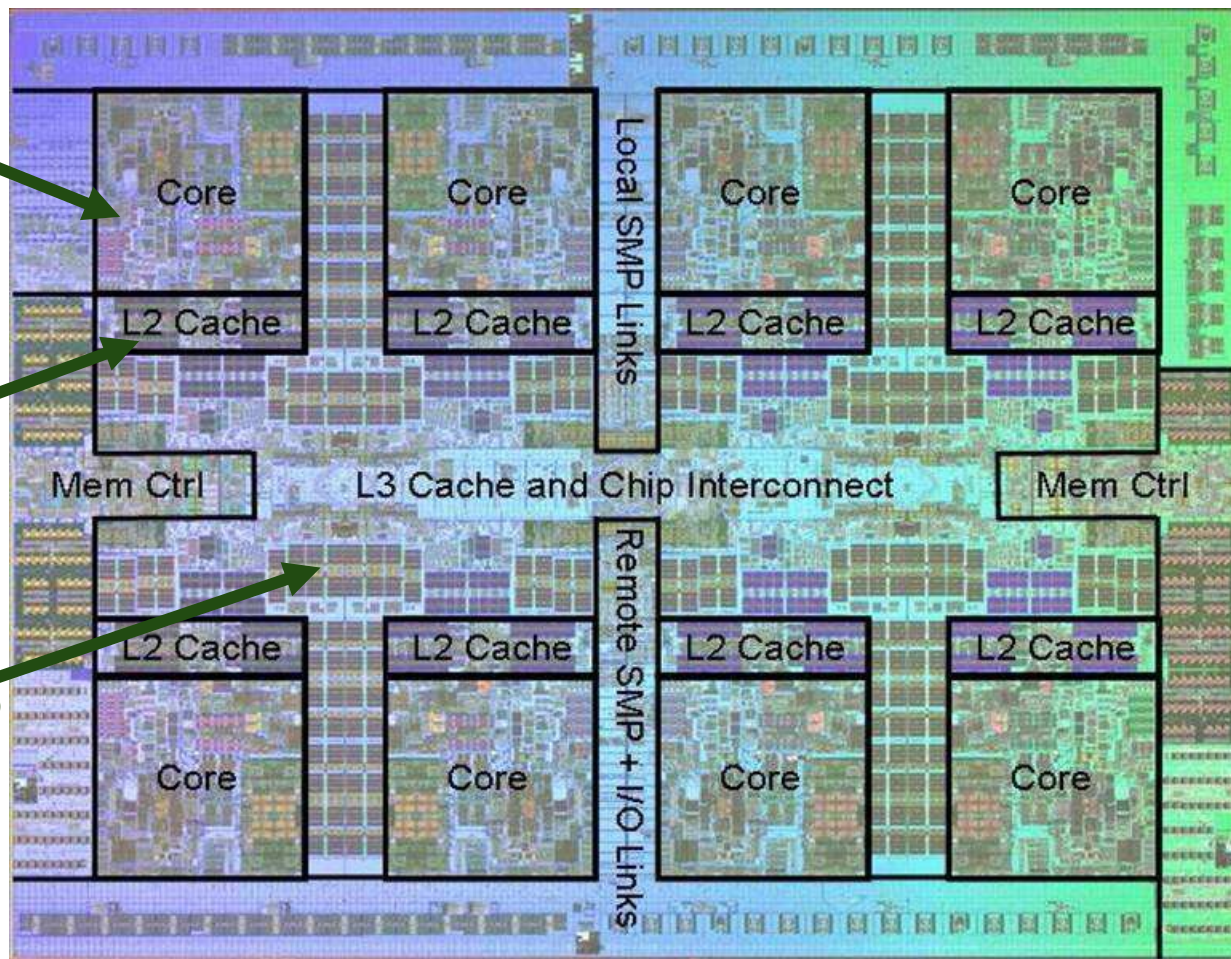 Core
Core
Core
Core
Local SMP Links
L2 Cache
L2 Cache
L2 Cache
L2 Cache
Mem Ctrl
L3 Cache and Chip Interconnect
Mem Ctrl
Remote SMP + I/O Links
L2 Cache
L2 Cache
L2 Cache
L2 Cache
Core
Core
Core
Core